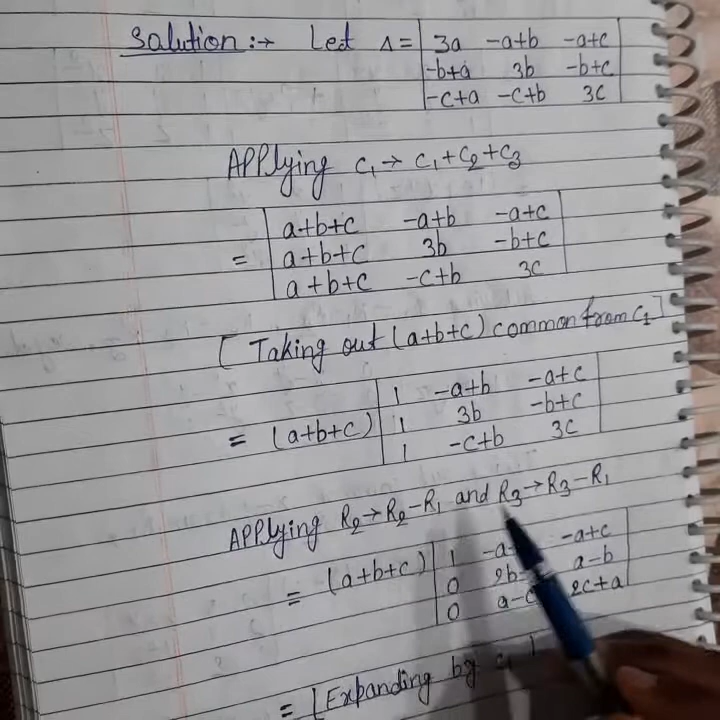 Solution :→ Let Δ = | 3a -a+b -a+c |
| -b+a 3b -b+c |
| -c+a -c+b 3c |
APPlying C₁ → C₁+C₂+C₃
| a+b+c -a+b -a+c |
= | a+b+c 3b -b+c |
| a+b+c -c+b 3c |
[ Taking out (a+b+c) common from C₁ ]
| 1 -a+b -a+c |
= (a+b+c) | 1 3b -b+c |
| 1 -c+b 3c |
APPlying R₂→R₂-R₁ and R₃→R₃-R₁
| 1 -a -a+c |
= (a+b+c) | 0 2b a-b |
| 0 a-c 2c+a |
= [Expanding by C₁]